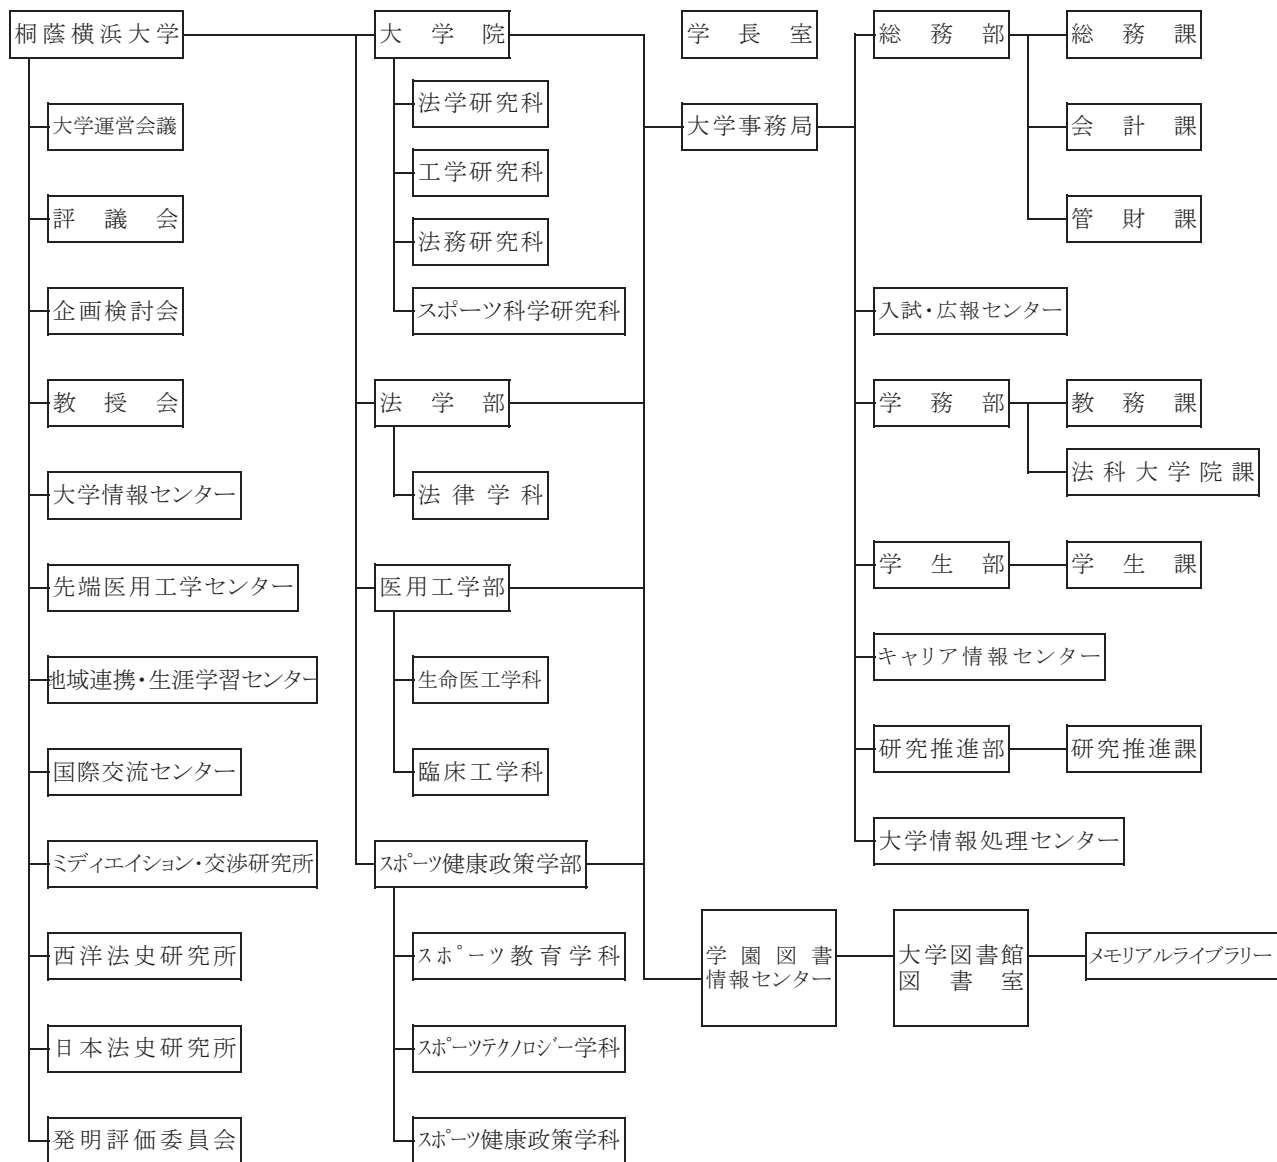 桐蔭横浜大学
大学運営会議
評議会
企画検討会
教授会
大学情報センター
先端医用工学センター
地域連携・生涯学習センター
国際交流センター
ミディエイション・交渉研究所
西洋法史研究所
日本法史研究所
発明評価委員会
大学院
法学研究科
工学研究科
法務研究科
スポーツ科学研究科
法学部
法律学科
医用工学部
生命医工学科
臨床工学科
スポーツ健康政策学部
スポーツ教育学科
スポーツテクノロジー学科
スポーツ健康政策学科
学長室
大学事務局
総務部
総務課
会計課
管財課
入試・広報センター
学務部
教務課
法科大学院課
学生部
学生課
キャリア情報センター
研究推進部
研究推進課
大学情報処理センター
学園図書
情報センター
大学図書館
図書室
メモリアルライブラリー